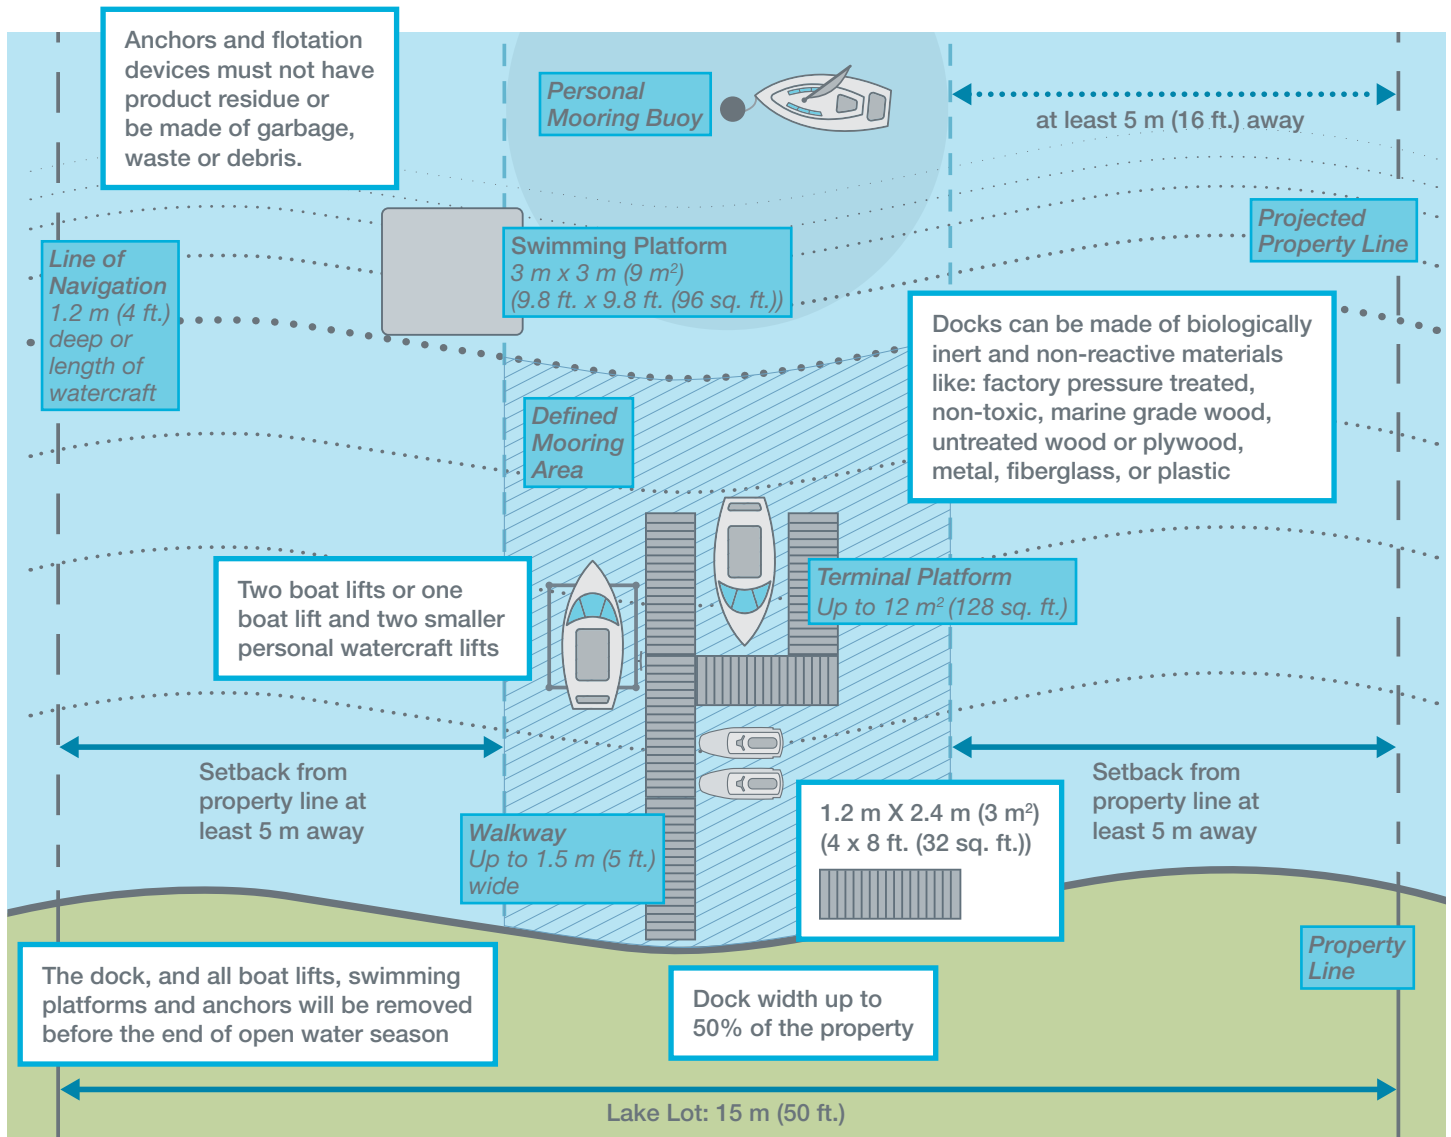 Anchors and flotation
devices must not have
product residue or
be made of garbage,
waste or debris.
Personal
Mooring Buoy
at least 5 m (16 ft.) away
Projected
Property Line
Swimming Platform
3 m x 3 m (9 m²)
(9.8 ft. x 9.8 ft. (96 sq. ft.))
Line of
Navigation
1.2 m (4 ft.)
deep or
length of
watercraft
Docks can be made of biologically
inert and non-reactive materials
like: factory pressure treated,
non-toxic, marine grade wood,
untreated wood or plywood,
metal, fiberglass, or plastic
Defined
Mooring
Area
Two boat lifts or one
boat lift and two smaller
personal watercraft lifts
Terminal Platform
Up to 12 m² (128 sq. ft.)
Setback from
property line at
least 5 m away
Setback from
property line at
least 5 m away
Walkway
Up to 1.5 m (5 ft.)
wide
1.2 m X 2.4 m (3 m²)
(4 x 8 ft. (32 sq. ft.))
Property
Line
The dock, and all boat lifts, swimming
platforms and anchors will be removed
before the end of open water season
Dock width up to
50% of the property
Lake Lot: 15 m (50 ft.)